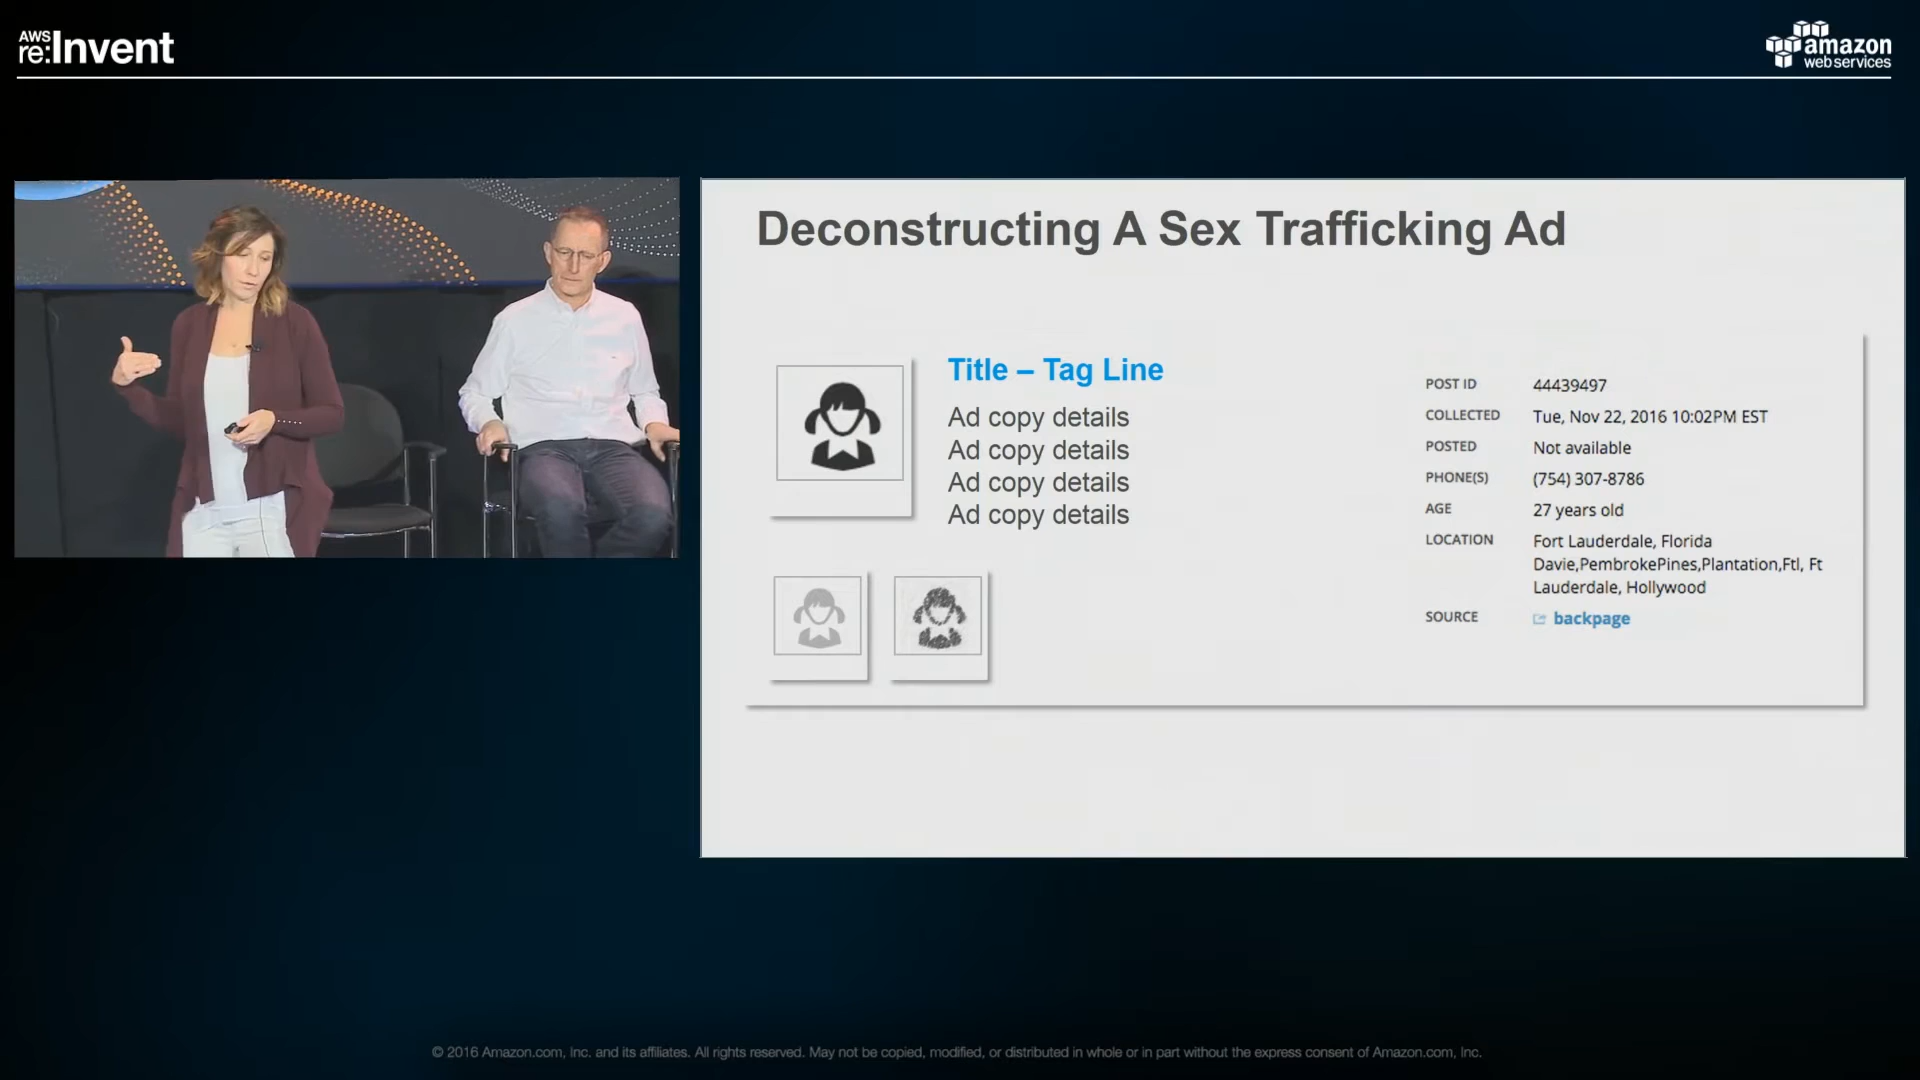 AWS
re:Invent
amazon
web services
Deconstructing A Sex Trafficking Ad
Title – Tag Line
Ad copy details
Ad copy details
Ad copy details
Ad copy details
POST ID 44439497
COLLECTED Tue, Nov 22, 2016 10:02PM EST
POSTED Not available
PHONE(S) (754) 307-8786
AGE 27 years old
LOCATION Fort Lauderdale, Florida
Davie,PembrokePines,Plantation,Ftl, Ft
Lauderdale, Hollywood
SOURCE backpage
© 2016 Amazon.com, Inc. and its affiliates. All rights reserved. May not be copied, modified, or distributed in whole or in part without the express consent of Amazon.com, Inc.